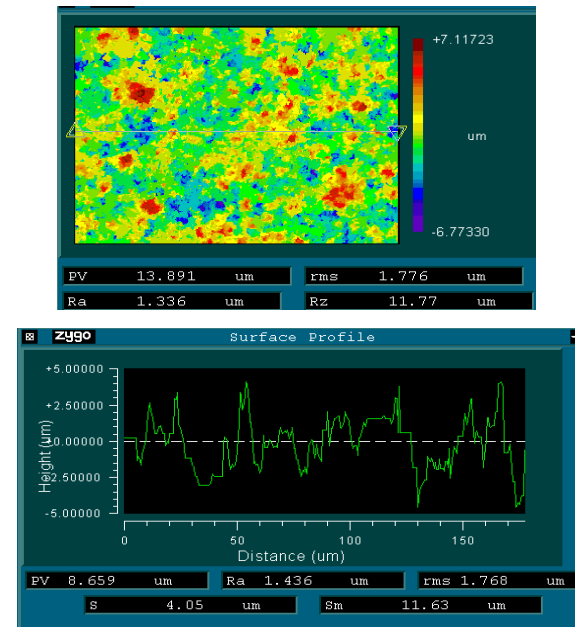 +7.11723
um
-6.77330
PV 13.891 um rms 1.776 um
Ra 1.336 um Rz 11.77 um
zygo Surface Profile
+5.00000
+2.50000
+0.00000
-2.50000
-5.00000
Height (um)
0 50 100 150
Distance (um)
PV 8.659 um Ra 1.436 um rms 1.768 um
S 4.05 um Sm 11.63 um